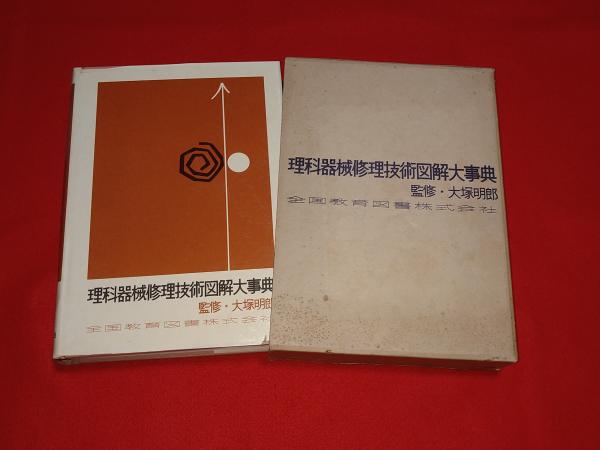 理科器械修理技術図解大事典
監修・大塚明郎
全国教育図書株式会社
理科器械修理技術図解大事典
監修・大塚明郎
全国教育図書株式会社